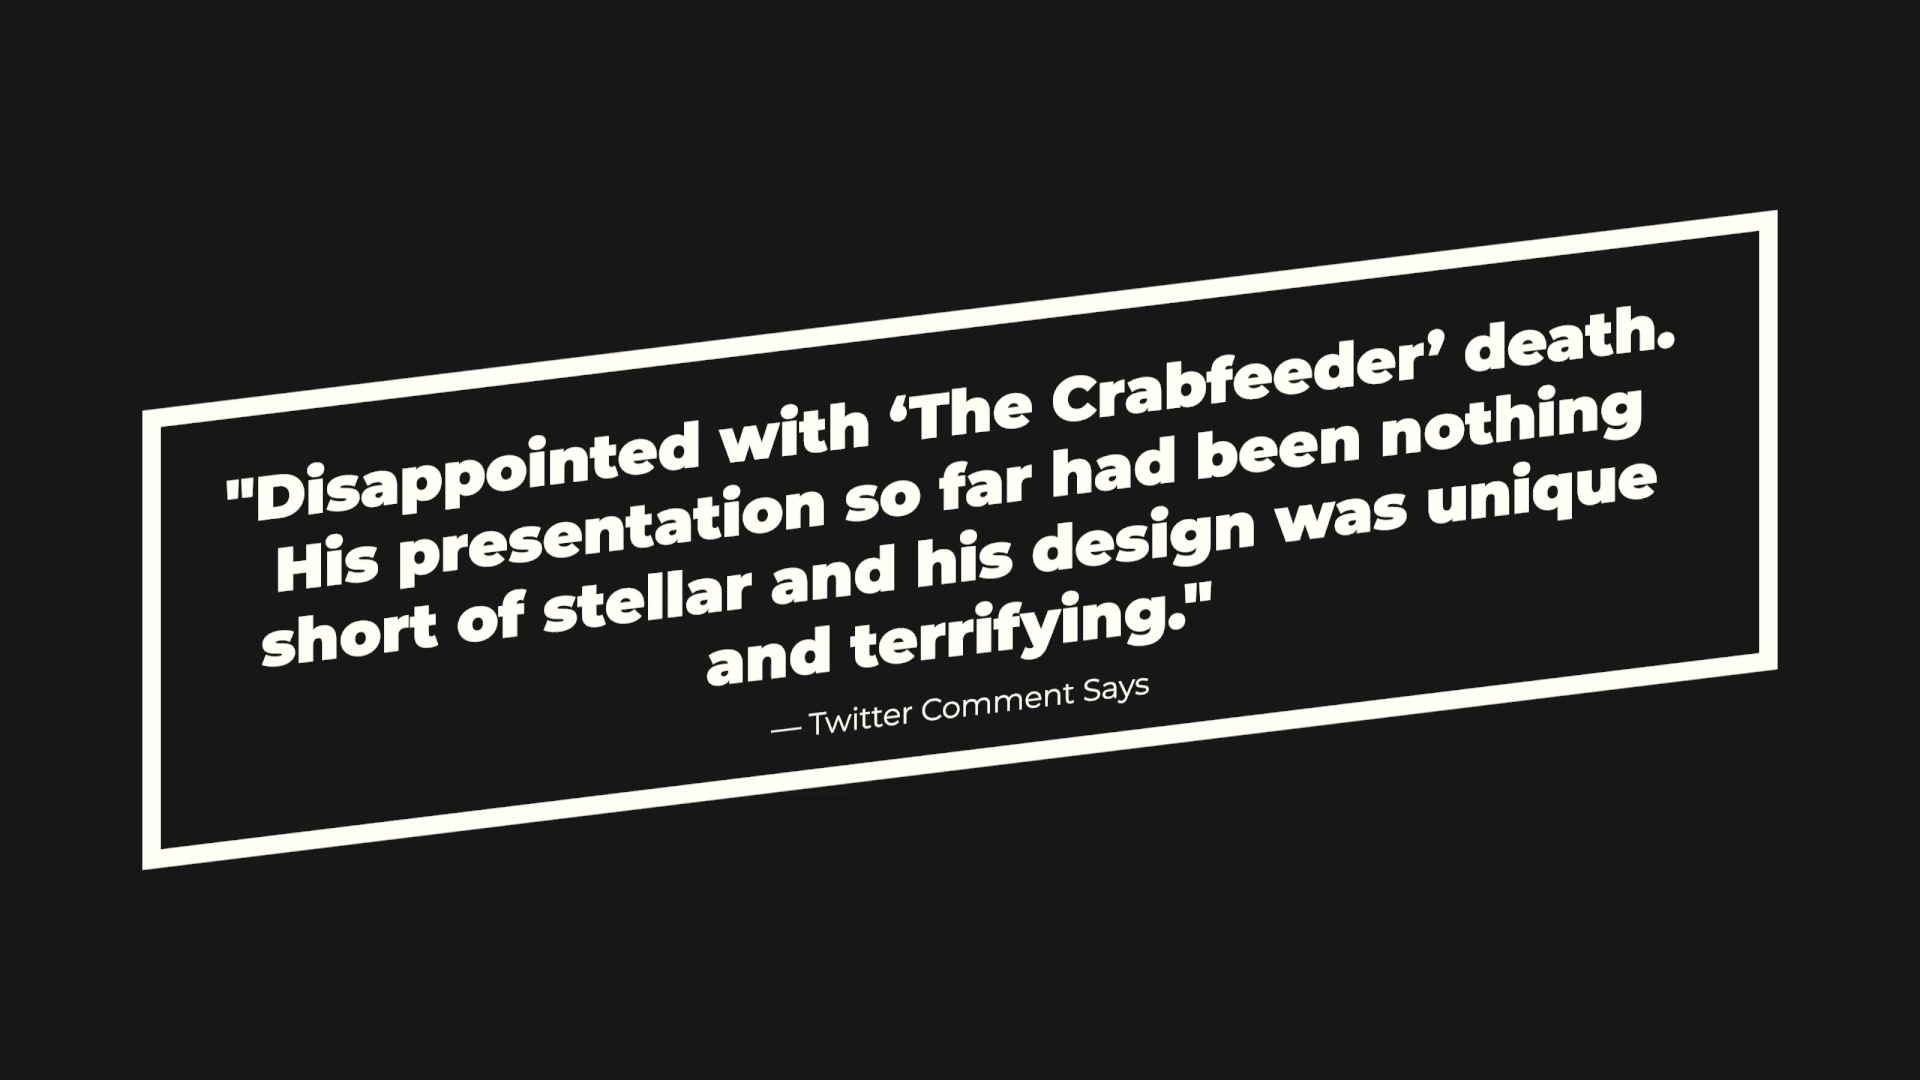 "Disappointed with ‘The Crabfeeder’ death.
His presentation so far had been nothing
short of stellar and his design was unique
and terrifying."
— Twitter Comment Says